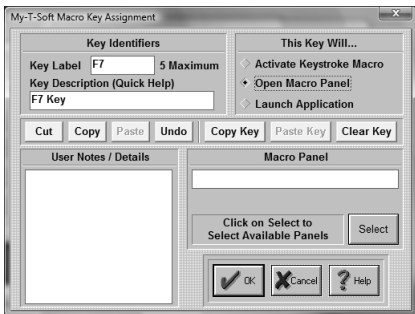 My-T-Soft Macro Key Assignment
Key Identifiers
Key Label F7 5 Maximum
Key Description (Quick Help)
F7 Key
This Key Will...
Activate Keystroke Macro
Open Macro Panel
Launch Application
Cut Copy Paste Undo Copy Key Paste Key Clear Key
User Notes / Details
Macro Panel
Click on Select to
Select Available Panels
Select
OK Cancel Help